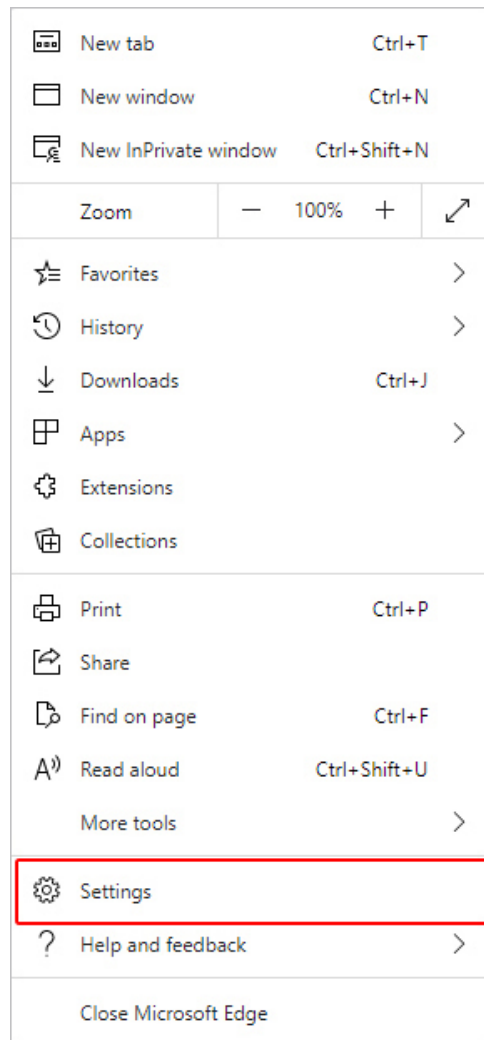 New tab Ctrl+T
New window Ctrl+N
New InPrivate window Ctrl+Shift+N
Zoom — 100% +
Favorites
History
Downloads Ctrl+J
Apps
Extensions
Collections
Print Ctrl+P
Share
Find on page Ctrl+F
A Read aloud Ctrl+Shift+U
More tools
Settings
? Help and feedback
Close Microsoft Edge